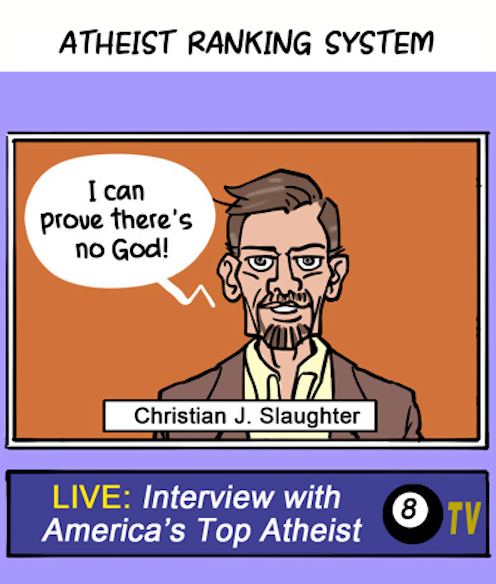 ATHEIST RANKING SYSTEM
I can
prove there's
no God!
Christian J. Slaughter
LIVE: Interview with
America's Top Atheist
8 TV